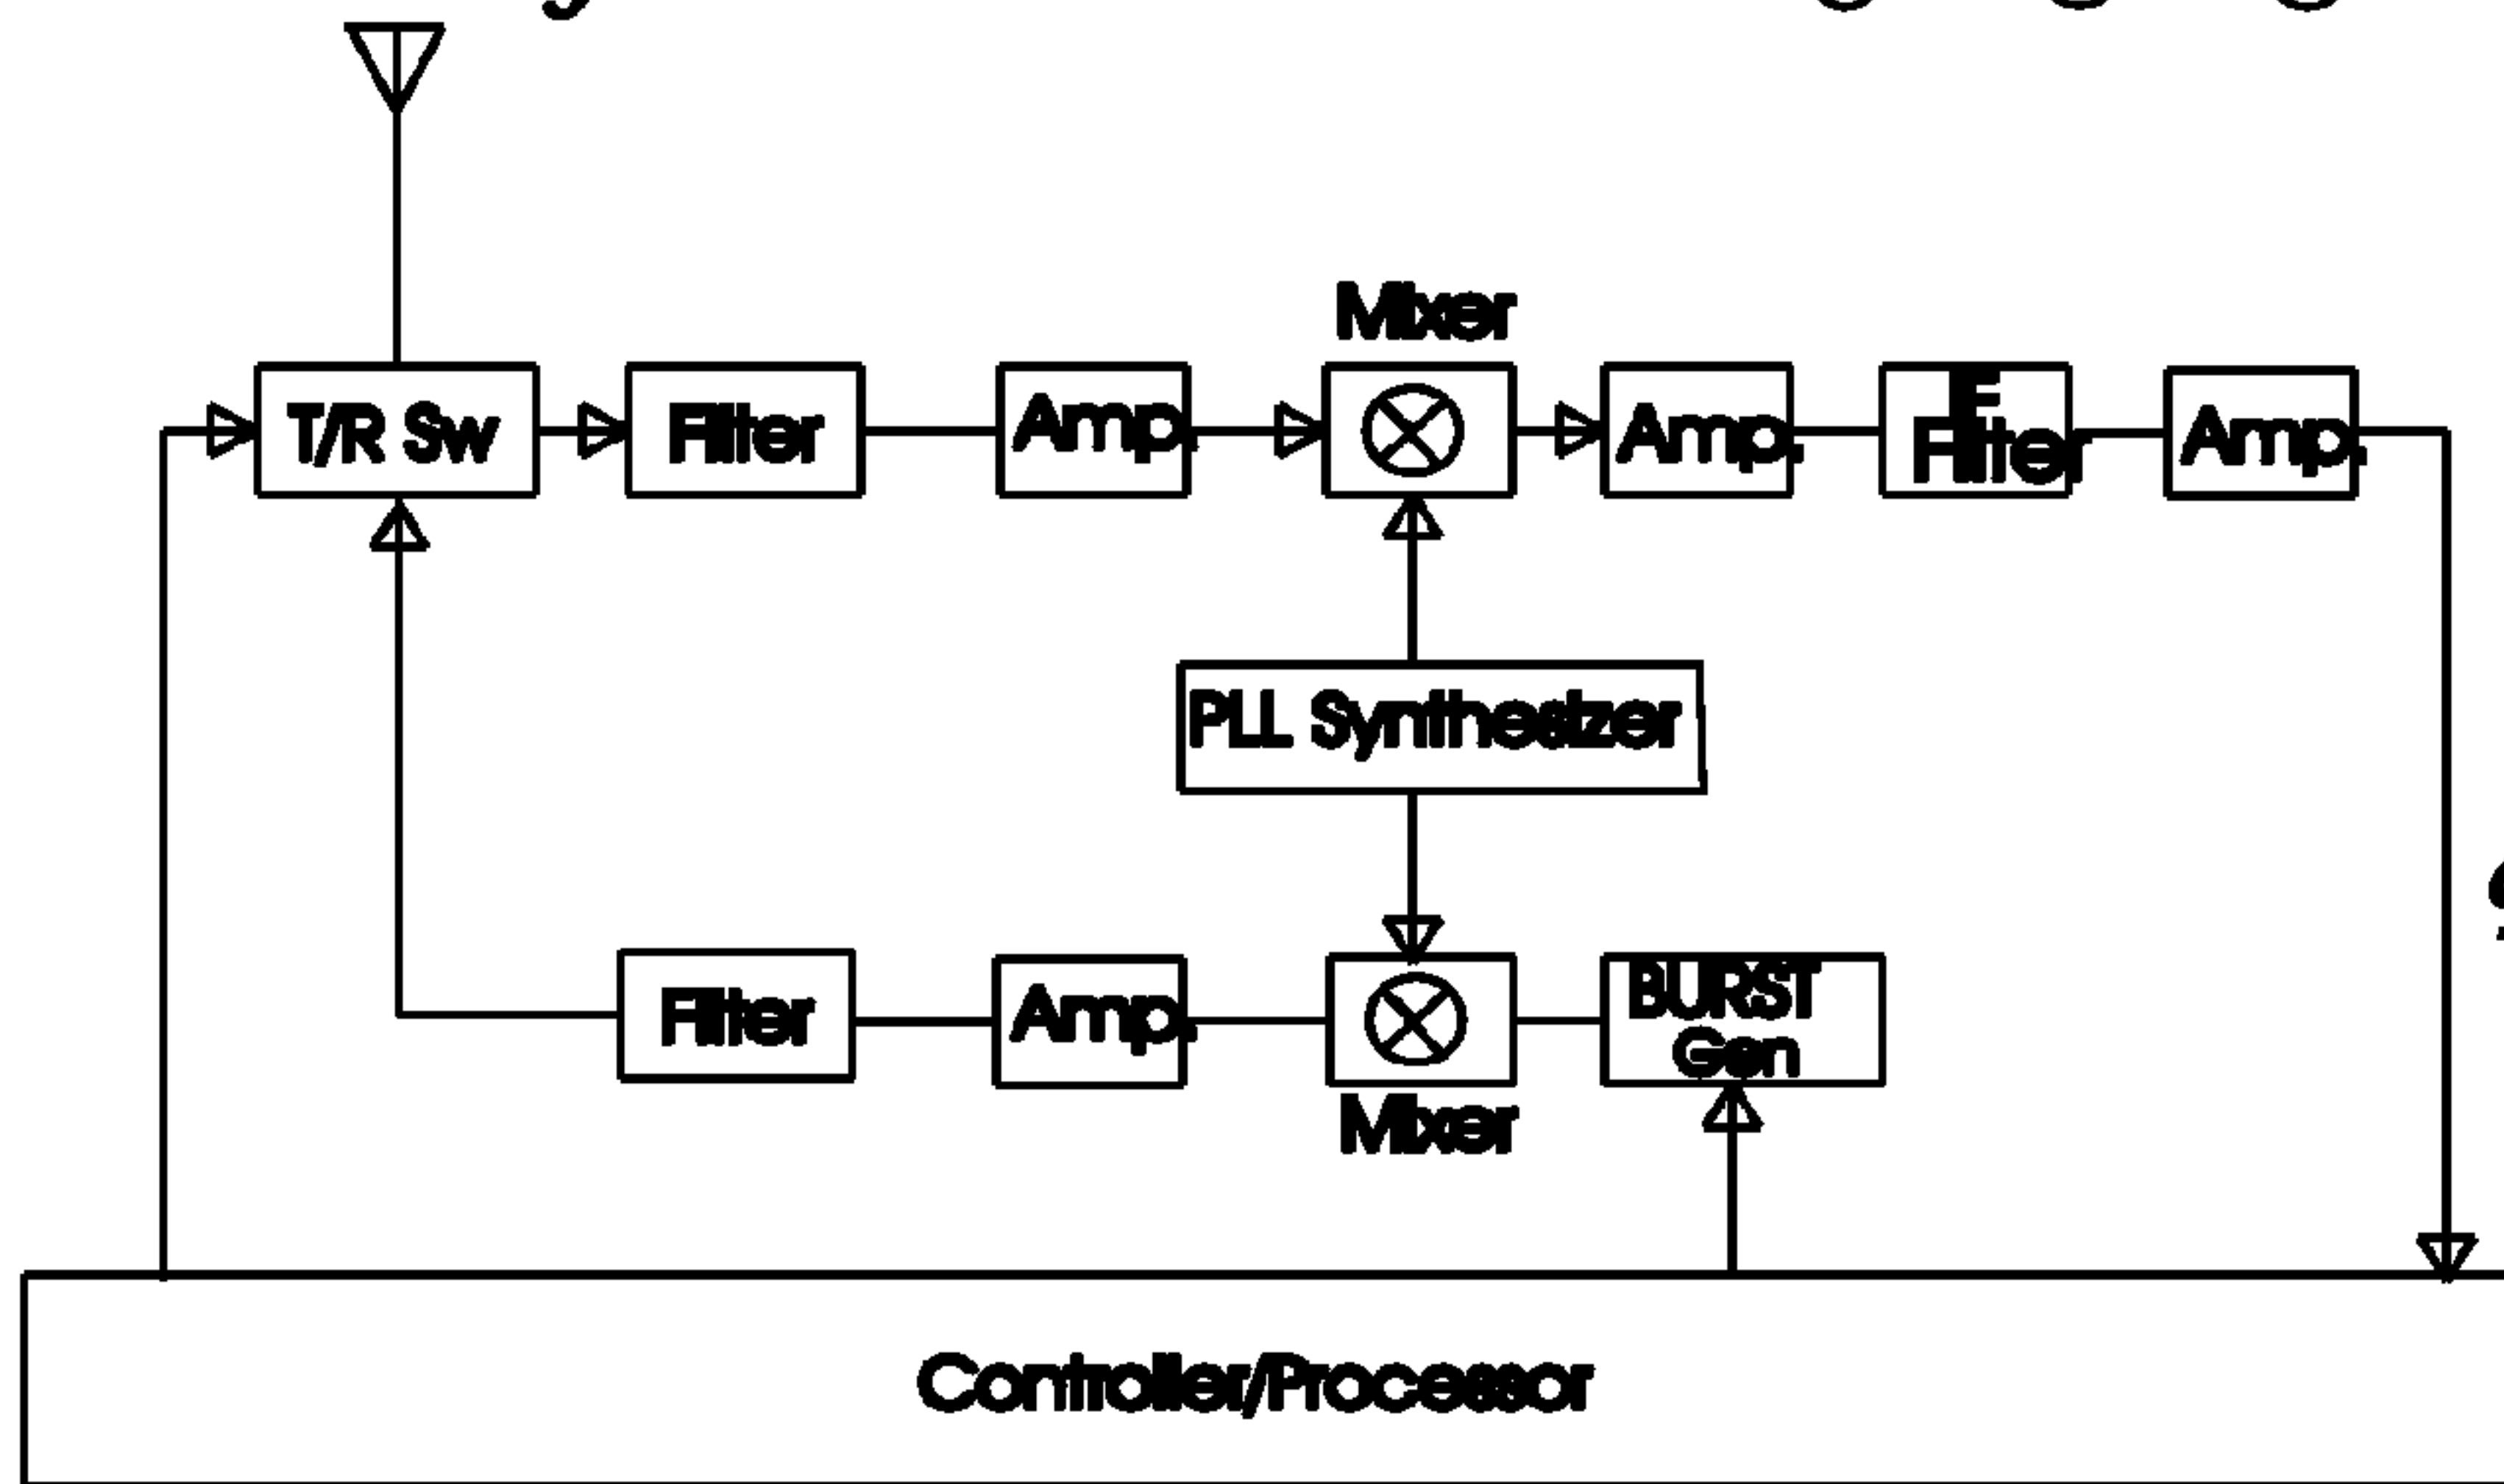 Mixer
T/R Sw
Filter
Amp.
Amp.
IF
Filter
Amp.
PLL Synthesizer
Filter
Amp.
BURST
Gen
Mixer
Controller/Processor